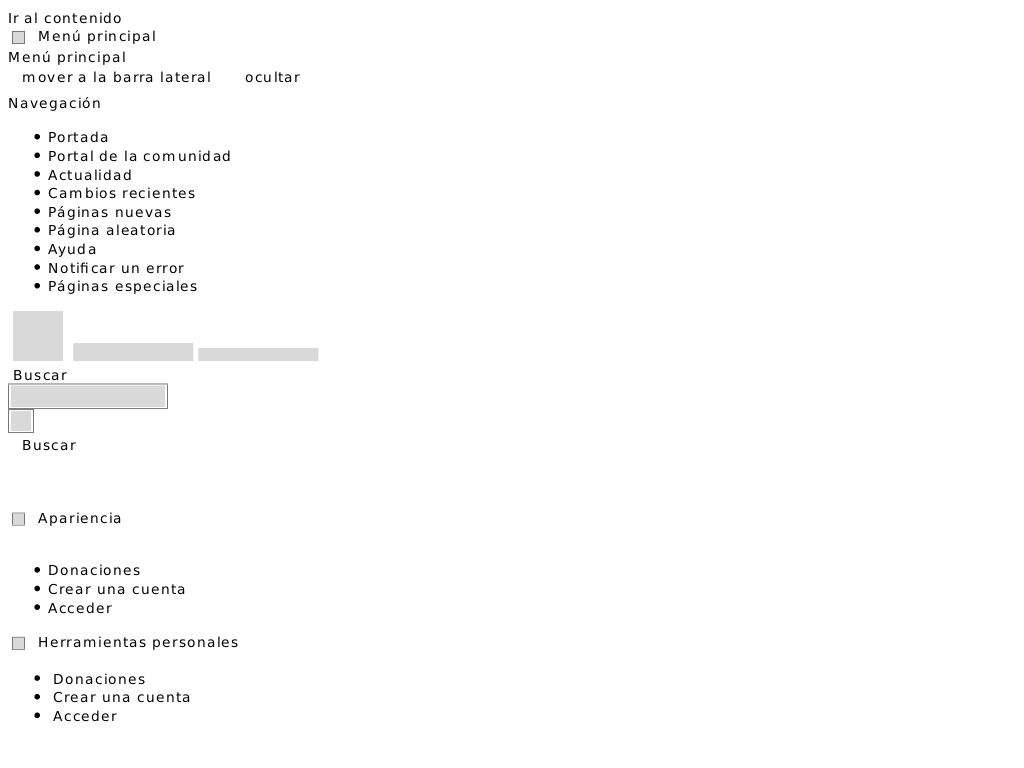 Ir al contenido
Menú principal
Menú principal
mover a la barra lateral ocultar
Navegación
Portada
Portal de la comunidad
Actualidad
Cambios recientes
Páginas nuevas
Página aleatoria
Ayuda
Notificar un error
Páginas especiales
Buscar
Buscar
Apariencia
Donaciones
Crear una cuenta
Acceder
Herramientas personales
Donaciones
Crear una cuenta
Acceder